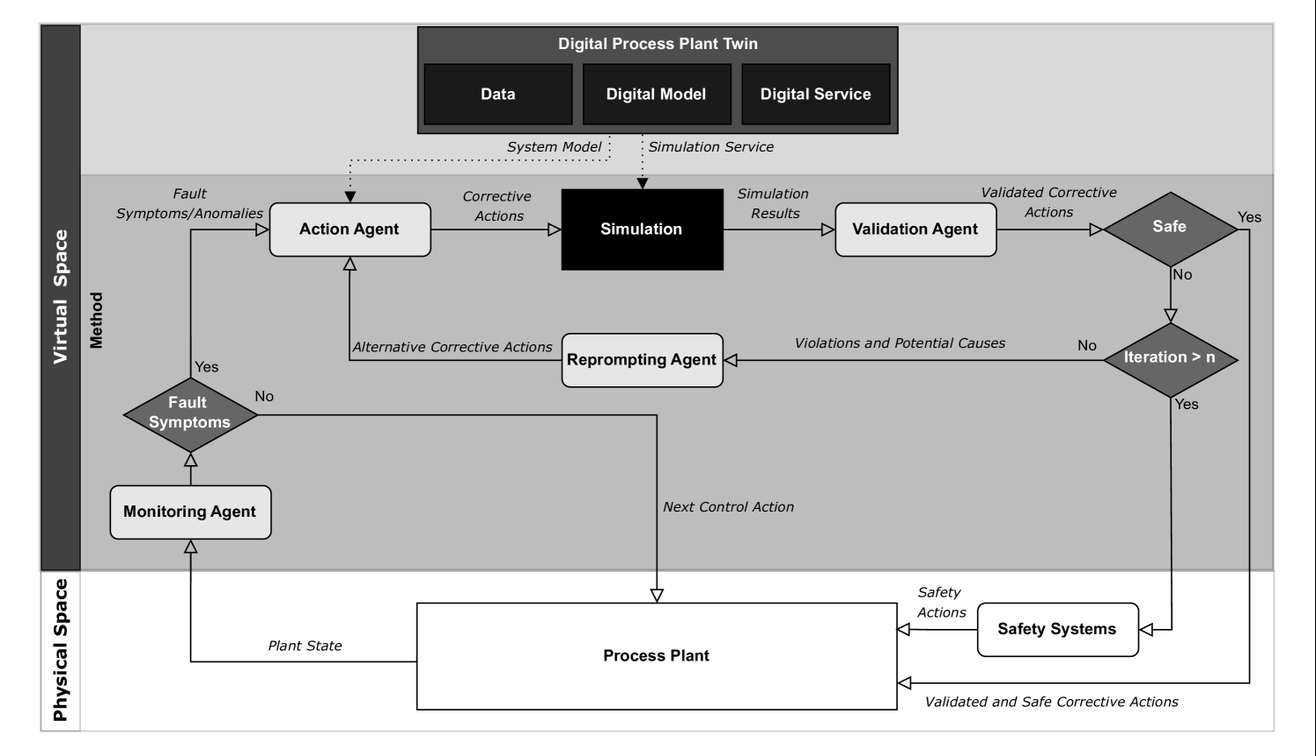 Digital Process Plant Twin
Data
Digital Model
Digital Service
System Model
Simulation Service
Virtual Space
Method
Fault
Symptoms/Anomalies
Action Agent
Corrective
Actions
Simulation
Simulation
Results
Validation Agent
Validated Corrective
Actions
Safe
Yes
No
Alternative Corrective Actions
Reprompting Agent
Violations and Potential Causes
No
Iteration > n
Yes
Yes
Fault
Symptoms
No
Monitoring Agent
Next Control Action
Physical Space
Plant State
Process Plant
Safety
Actions
Safety Systems
Validated and Safe Corrective Actions